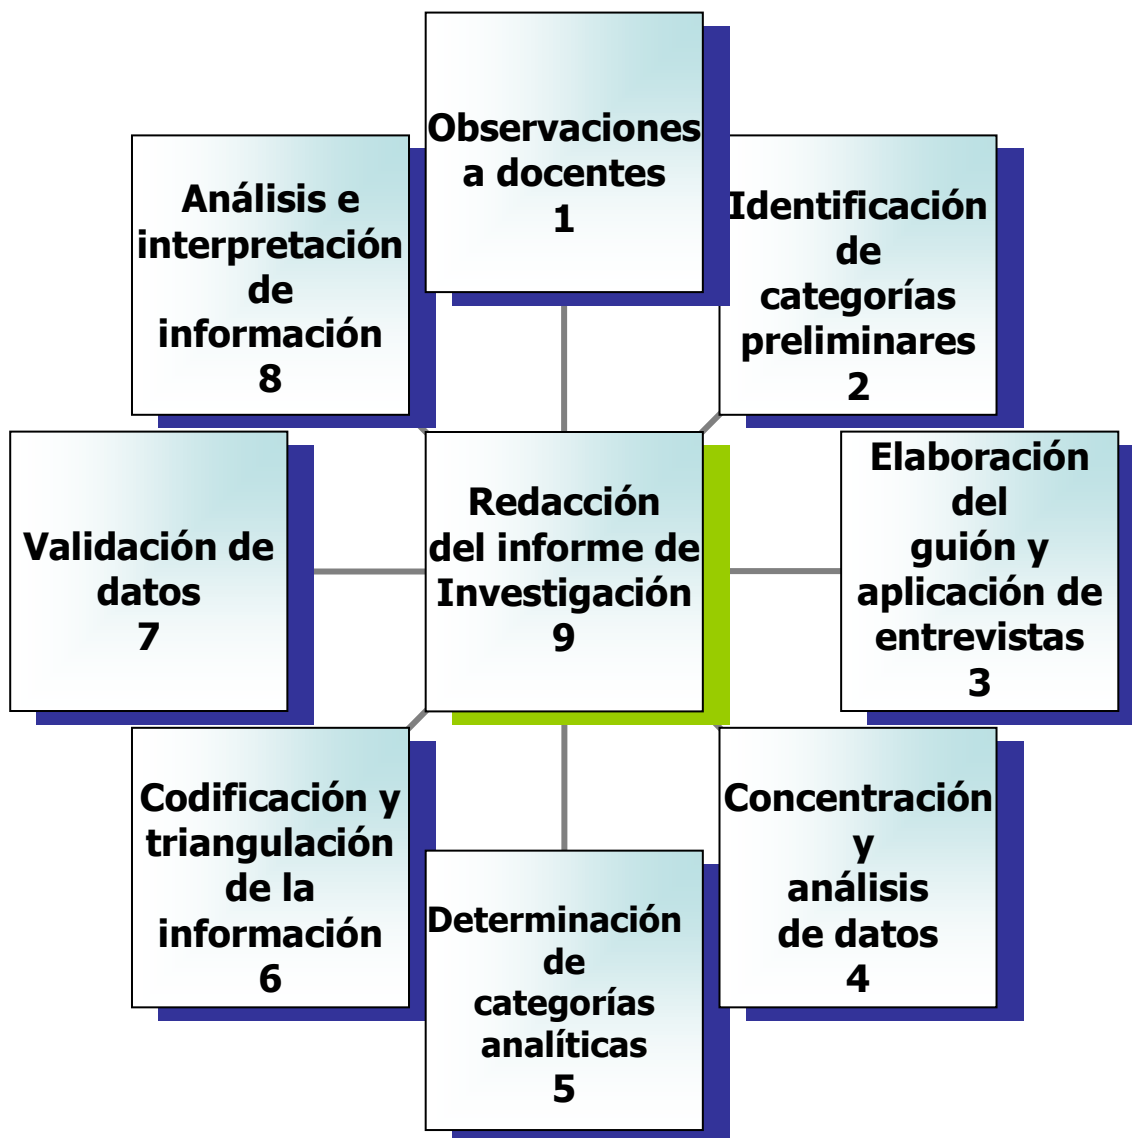 Observaciones
a docentes
1
Identificación
de
categorías
preliminares
2
Elaboración
del
guión y
aplicación de
entrevistas
3
Concentración
y
análisis
de datos
4
Determinación
de
categorías
analíticas
5
Codificación y
triangulación
de la
información
6
Validación de
datos
7
Análisis e
interpretación
de
información
8
Redacción
del informe de
Investigación
9